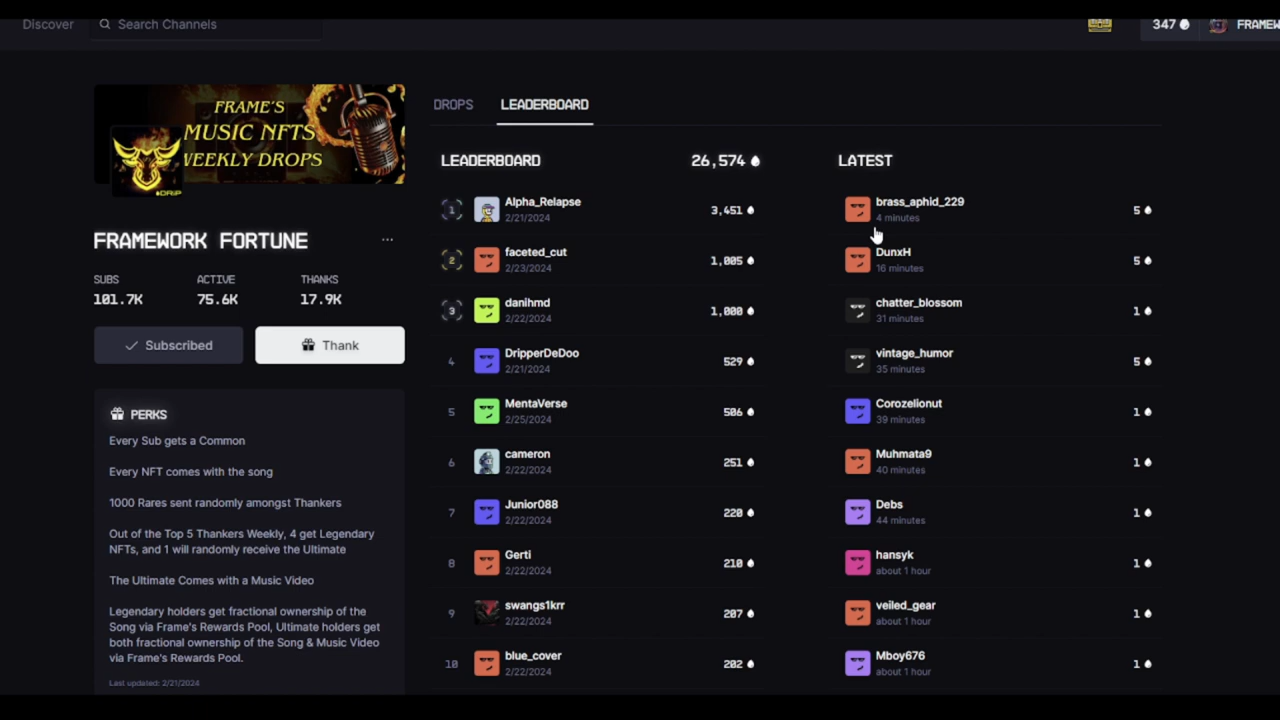 Discover
Search Channels
347
FRAMEW
FRAME'S
MUSIC NFTS
WEEKLY DROPS
DRiP
FRAMEWORK FORTUNE
...
SUBS ACTIVE THANKS
101.7K 75.6K 17.9K
Subscribed
Thank
PERKS
Every Sub gets a Common
Every NFT comes with the song
1000 Rares sent randomly amongst Thankers
Out of the Top 5 Thankers Weekly, 4 get Legendary
NFTs, and 1 will randomly receive the Ultimate
The Ultimate Comes with a Music Video
Legendary holders get fractional ownership of the
Song via Frame's Rewards Pool, Ultimate holders get
both fractional ownership of the Song & Music Video
via Frame's Rewards Pool.
Last updated: 2/21/2024
DROPS LEADERBOARD
LEADERBOARD 26,574
1 Alpha_Relapse 3,451
2/21/2024
2 faceted_cut 1,005
2/23/2024
3 danihmd 1,000
2/22/2024
4 DripperDeDoo 529
2/21/2024
5 MentaVerse 506
2/25/2024
6 cameron 251
2/22/2024
7 Junior088 220
2/22/2024
8 Gerti 210
2/22/2024
9 swangs1krr 207
2/22/2024
10 blue_cover 202
2/22/2024
LATEST
brass_aphid_229 5
4 minutes
DunxH 5
16 minutes
chatter_blossom 1
31 minutes
vintage_humor 5
35 minutes
Corozelionut 1
39 minutes
Muhmata9 1
40 minutes
Debs 1
44 minutes
hansyk 1
about 1 hour
veiled_gear 1
about 1 hour
Mboy676 1
about 1 hour